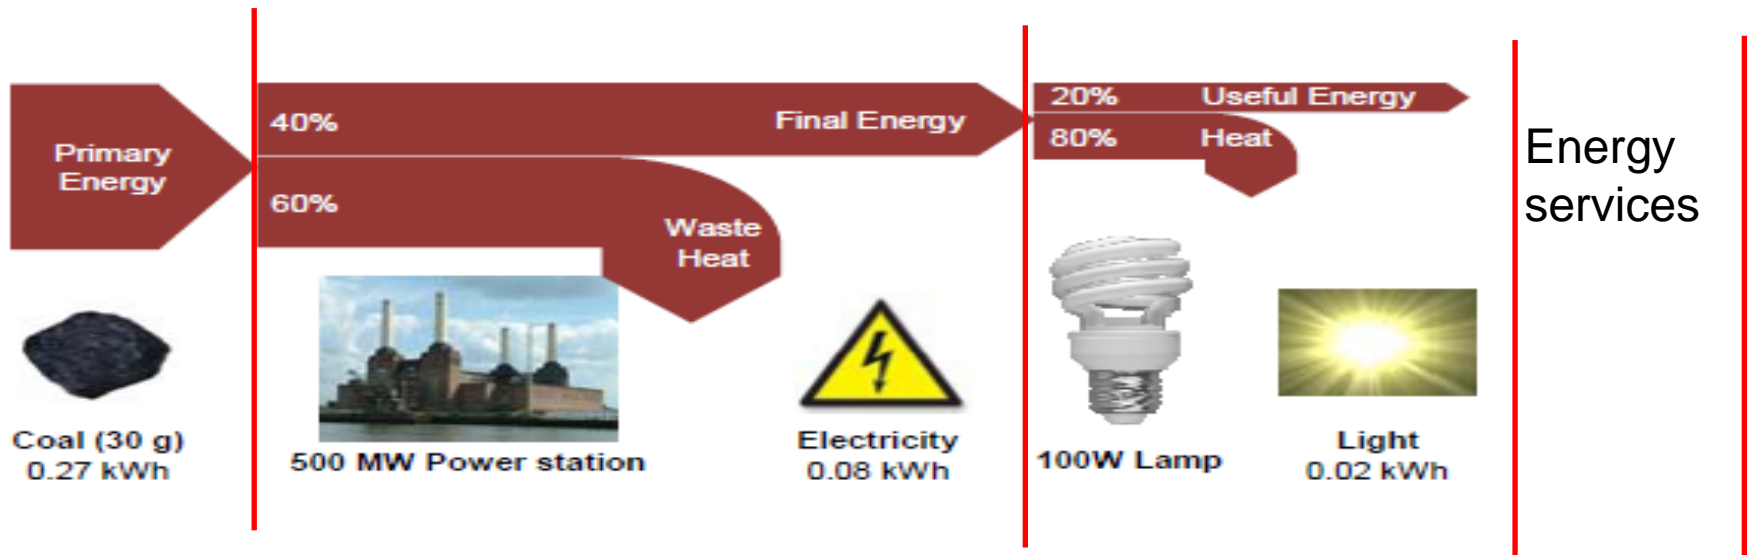 Primary
Energy
40%
Final Energy
60%
Waste
Heat
20%
Useful Energy
80%
Heat
Energy
services
Coal (30 g)
0.27 kWh
500 MW Power station
Electricity
0.08 kWh
100W Lamp
Light
0.02 kWh